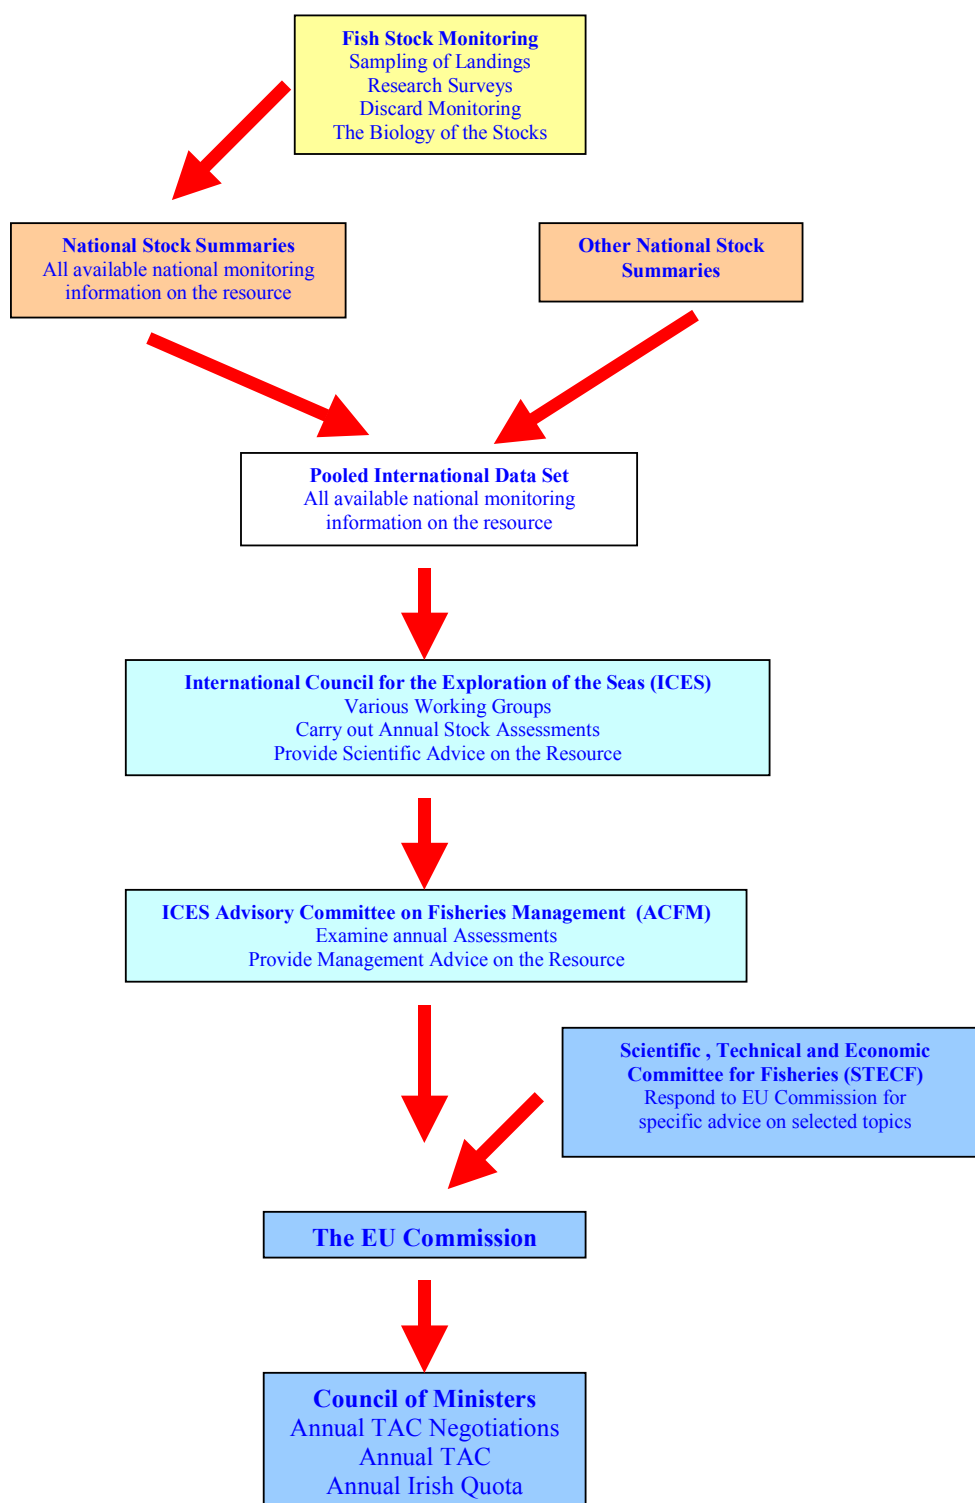 Fish Stock Monitoring
Sampling of Landings
Research Surveys
Discard Monitoring
The Biology of the Stocks
National Stock Summaries
All available national monitoring
information on the resource
Other National Stock
Summaries
Pooled International Data Set
All available national monitoring
information on the resource
International Council for the Exploration of the Seas (ICES)
Various Working Groups
Carry out Annual Stock Assessments
Provide Scientific Advice on the Resource
ICES Advisory Committee on Fisheries Management (ACFM)
Examine annual Assessments
Provide Management Advice on the Resource
Scientific , Technical and Economic
Committee for Fisheries (STECF)
Respond to EU Commission for
specific advice on selected topics
The EU Commission
Council of Ministers
Annual TAC Negotiations
Annual TAC
Annual Irish Quota